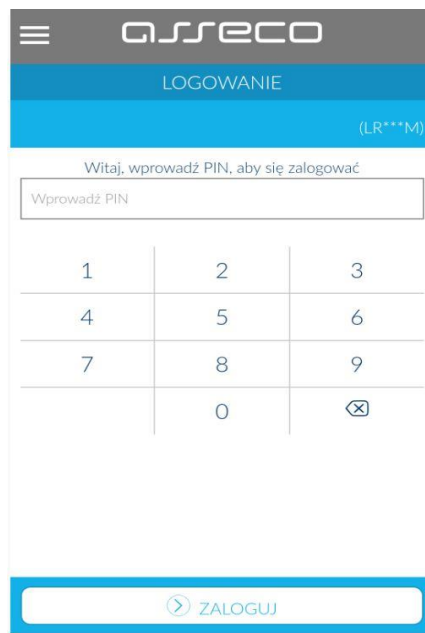 asseco
LOGOWANIE
(LR***M)
Witaj, wprowadź PIN, aby się zalogować
Wprowadź PIN
1 2 3
4 5 6
7 8 9
0
ZALOGUJ